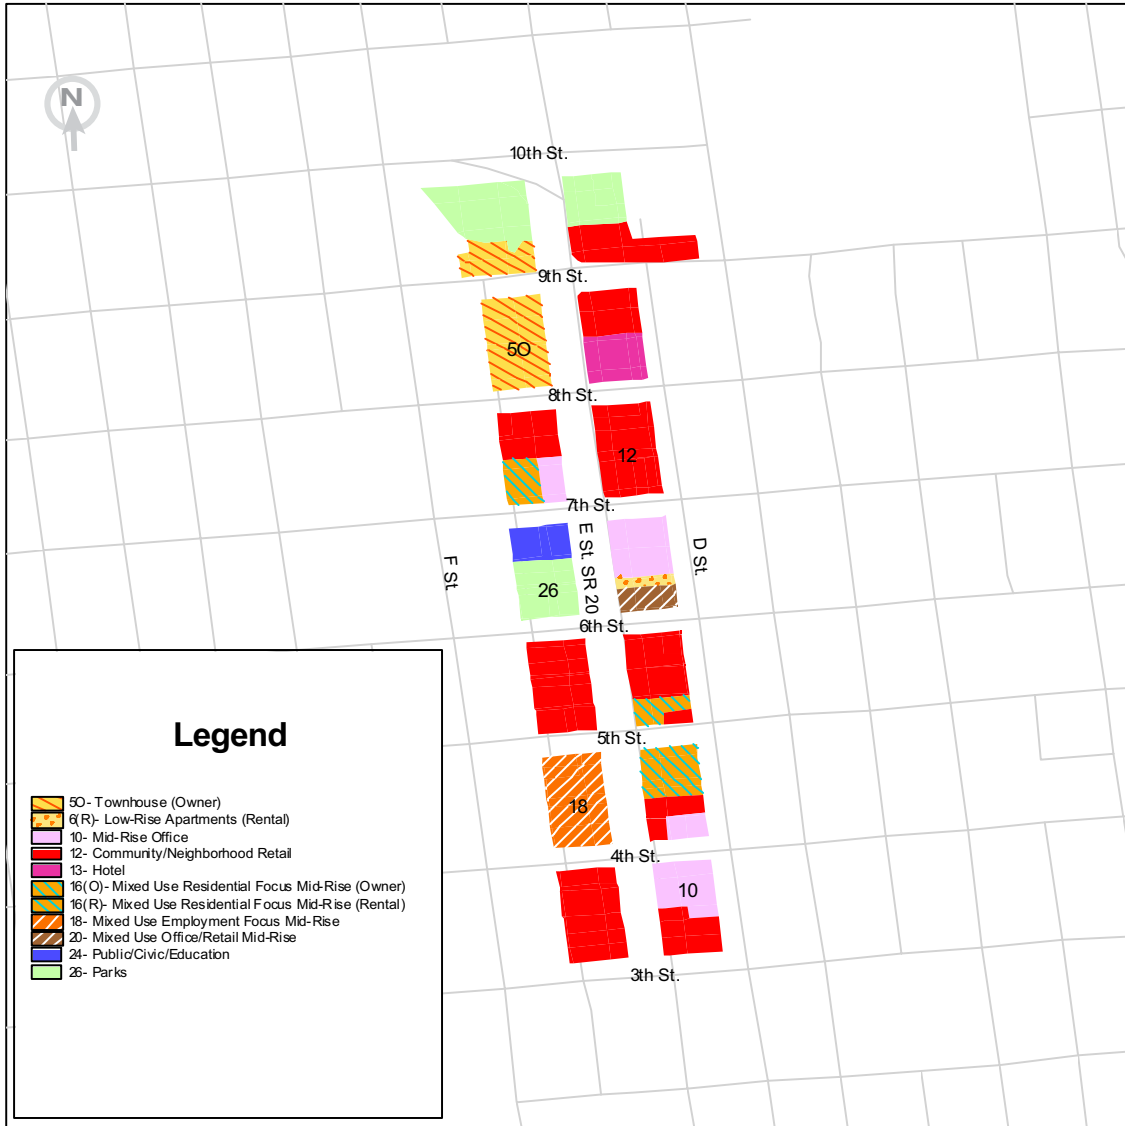 N
10th St.
9th St.
5O
8th St.
12
7th St.
E St. SR 20
D St.
F St.
26
6th St.
5th St.
18
4th St.
10
3th St.
Legend
5O- Townhouse (Owner)
6(R)- Low-Rise Apartments (Rental)
10- Mid-Rise Office
12- Community/Neighborhood Retail
13- Hotel
16(O)- Mixed Use Residential Focus Mid-Rise (Owner)
16(R)- Mixed Use Residential Focus Mid-Rise (Rental)
18- Mixed Use Employment Focus Mid-Rise
20- Mixed Use Office/Retail Mid-Rise
24- Public/Civic/Education
26- Parks